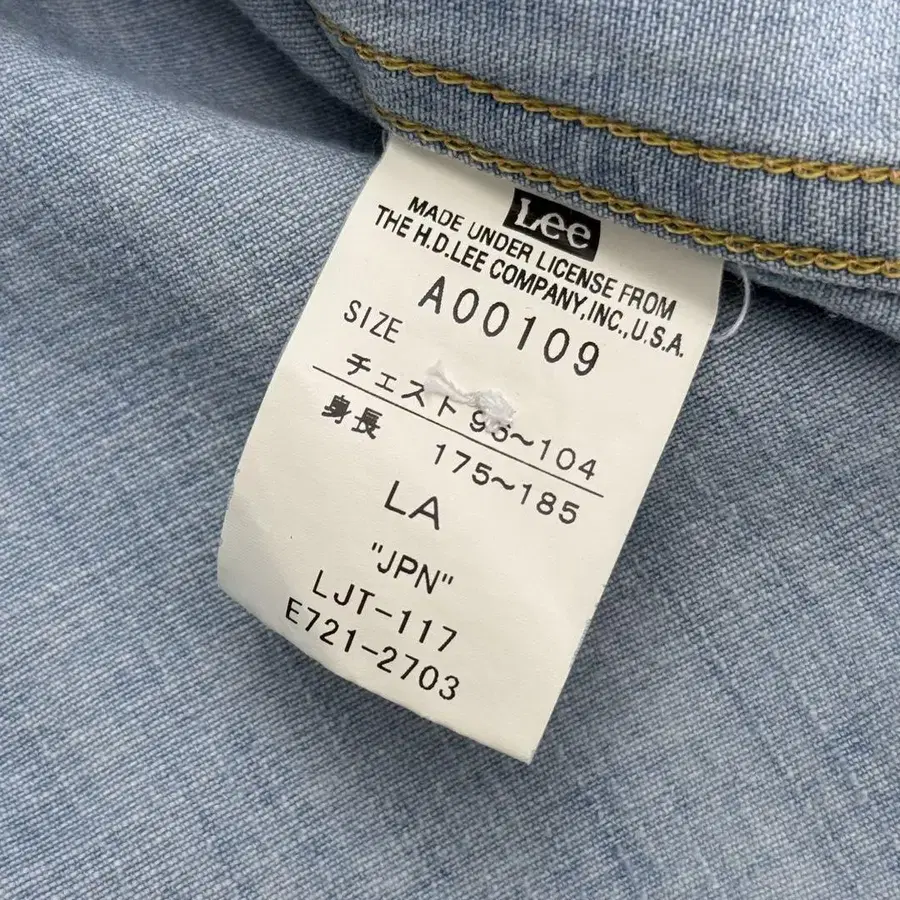 Lee
MADE UNDER LICENSE FROM
THE H.D.LEE COMPANY,INC.,U.S.A.
A00109
SIZE
チェスト 96~104
身長 175~185
LA
"JPN"
LJT-117
E721-2703